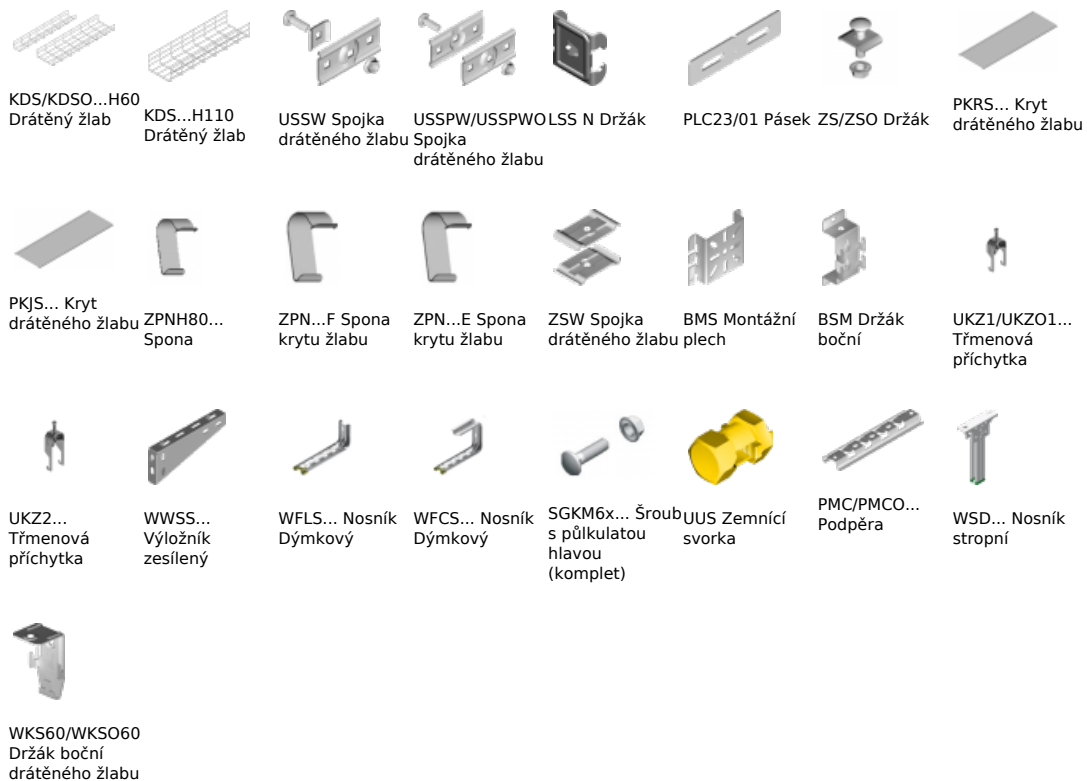 KDS/KDSO...H60
Drátěný žlab
KDS...H110
Drátěný žlab
USSW Spojka
drátěného žlabu
USSPW/USSPWO
Spojka
drátěného žlabu
LSS N Držák
PLC23/01 Pásek
ZS/ZSO Držák
PKRS... Kryt
drátěného žlabu
PKJS... Kryt
drátěného žlabu
ZPNH80...
Spona
ZPN...F Spona
krytu žlabu
ZPN...E Spona
krytu žlabu
ZSW Spojka
drátěného žlabu
BMS Montážní
plech
BSM Držák
boční
UKZ1/UKZO1...
Třmenová
příchytka
UKZ2...
Třmenová
příchytka
WWSS...
Výložník
zesílený
WFLS... Nosník
Dýmkový
WFCS... Nosník
Dýmkový
SGKM6x... Šroub
s půlkulatou
hlavou
(komplet)
UUS Zemnící
svorka
PMC/PMCO...
Podpěra
WSD... Nosník
stropní
WKS60/WKSO60
Držák boční
drátěného žlabu